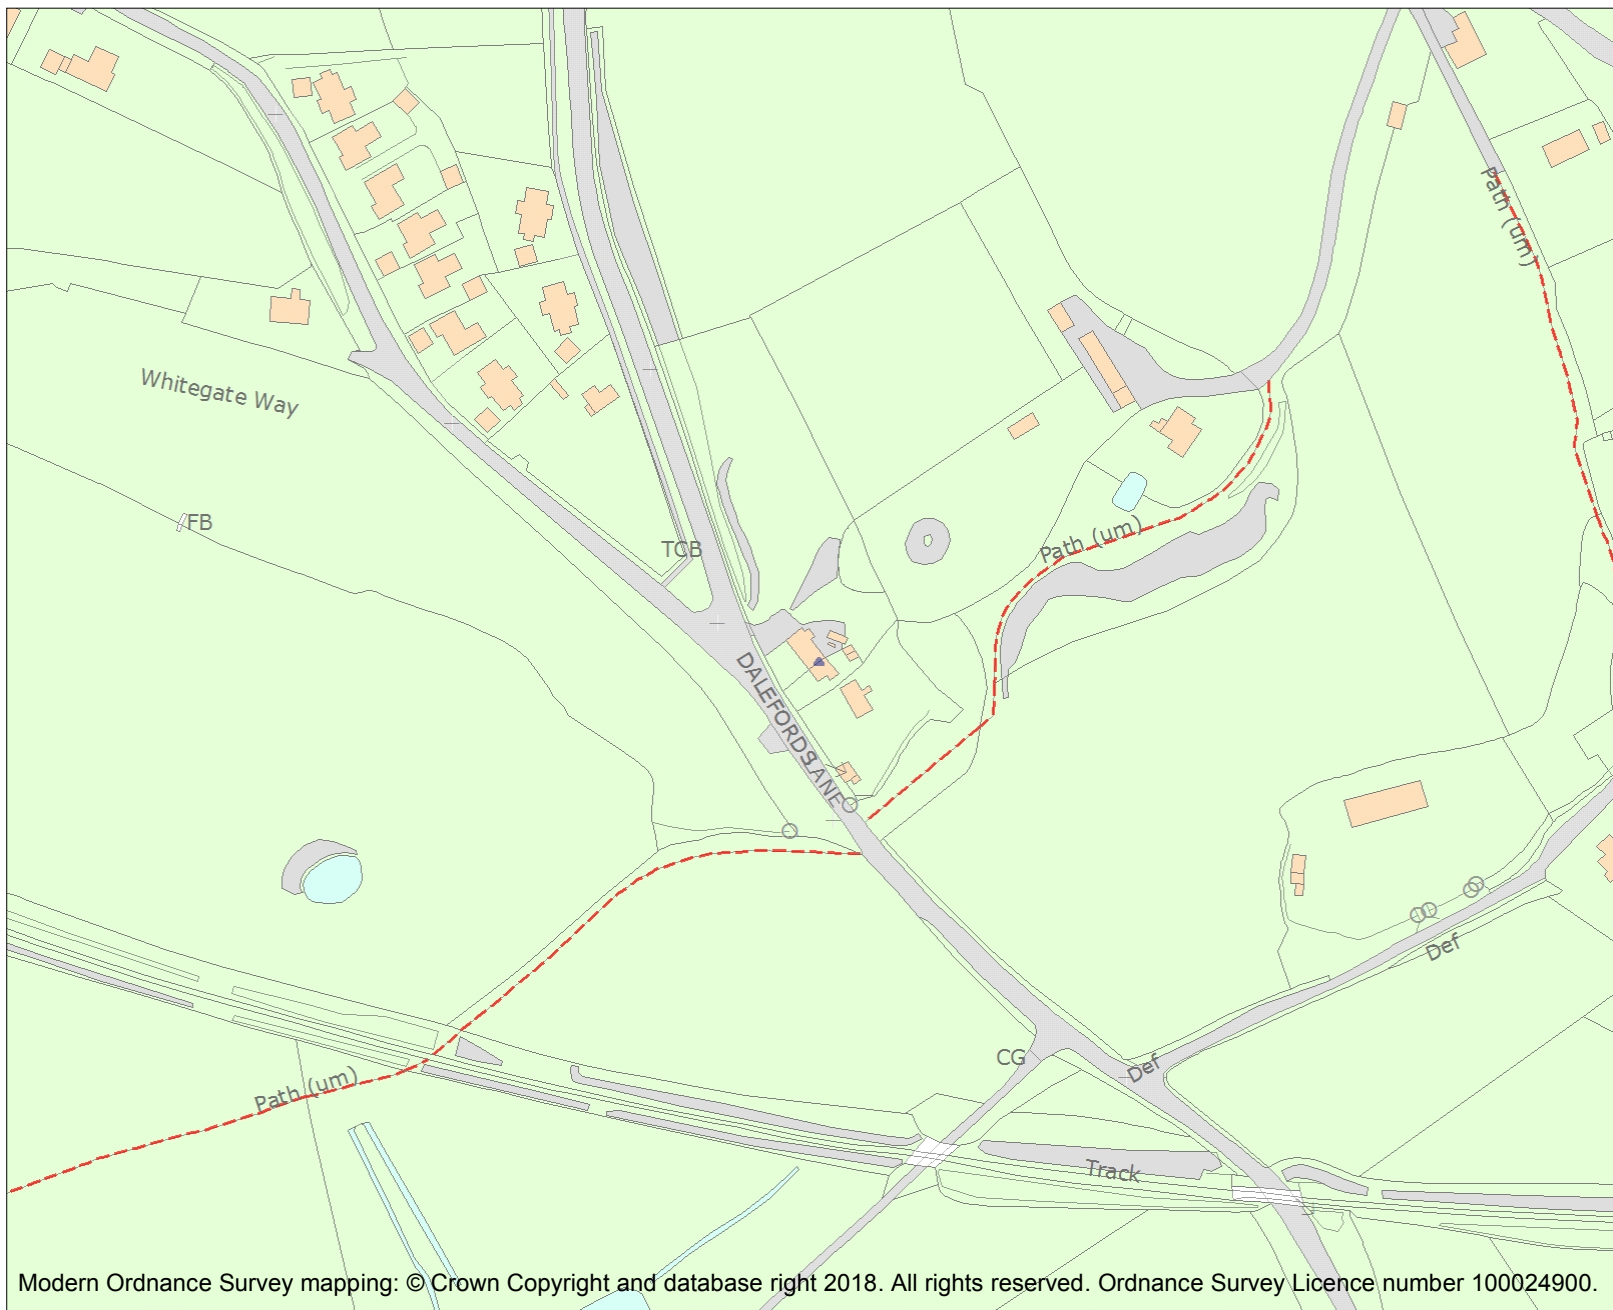 Path (um)
Whitegate Way
FB
TCB
Path (um)
DALEFORDS LANE
Def
CG
Def
Path (um)
Track
Modern Ordnance Survey mapping: © Crown Copyright and database right 2018. All rights reserved. Ordnance Survey Licence number 100024900.